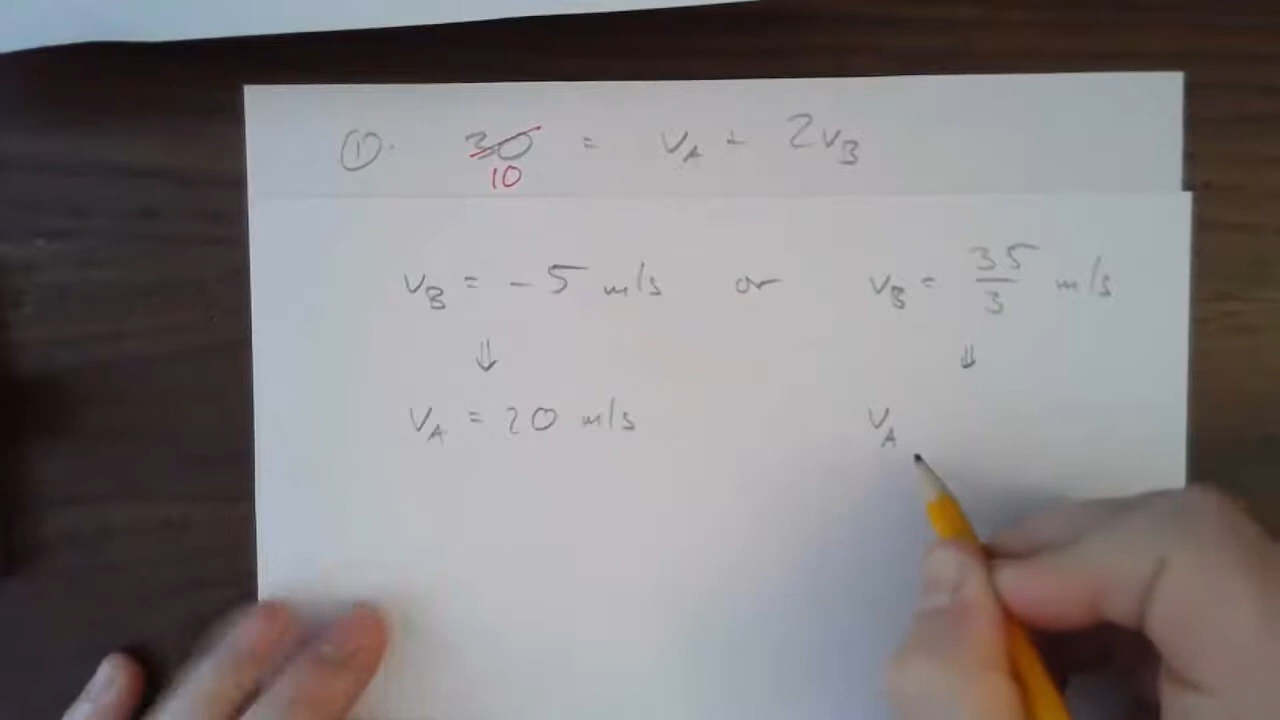 ①. 30 = vA + 2vB
10
vB = -5 m/s or vB = 35/3 m/s
⇓ ⇓
vA = 20 m/s vA